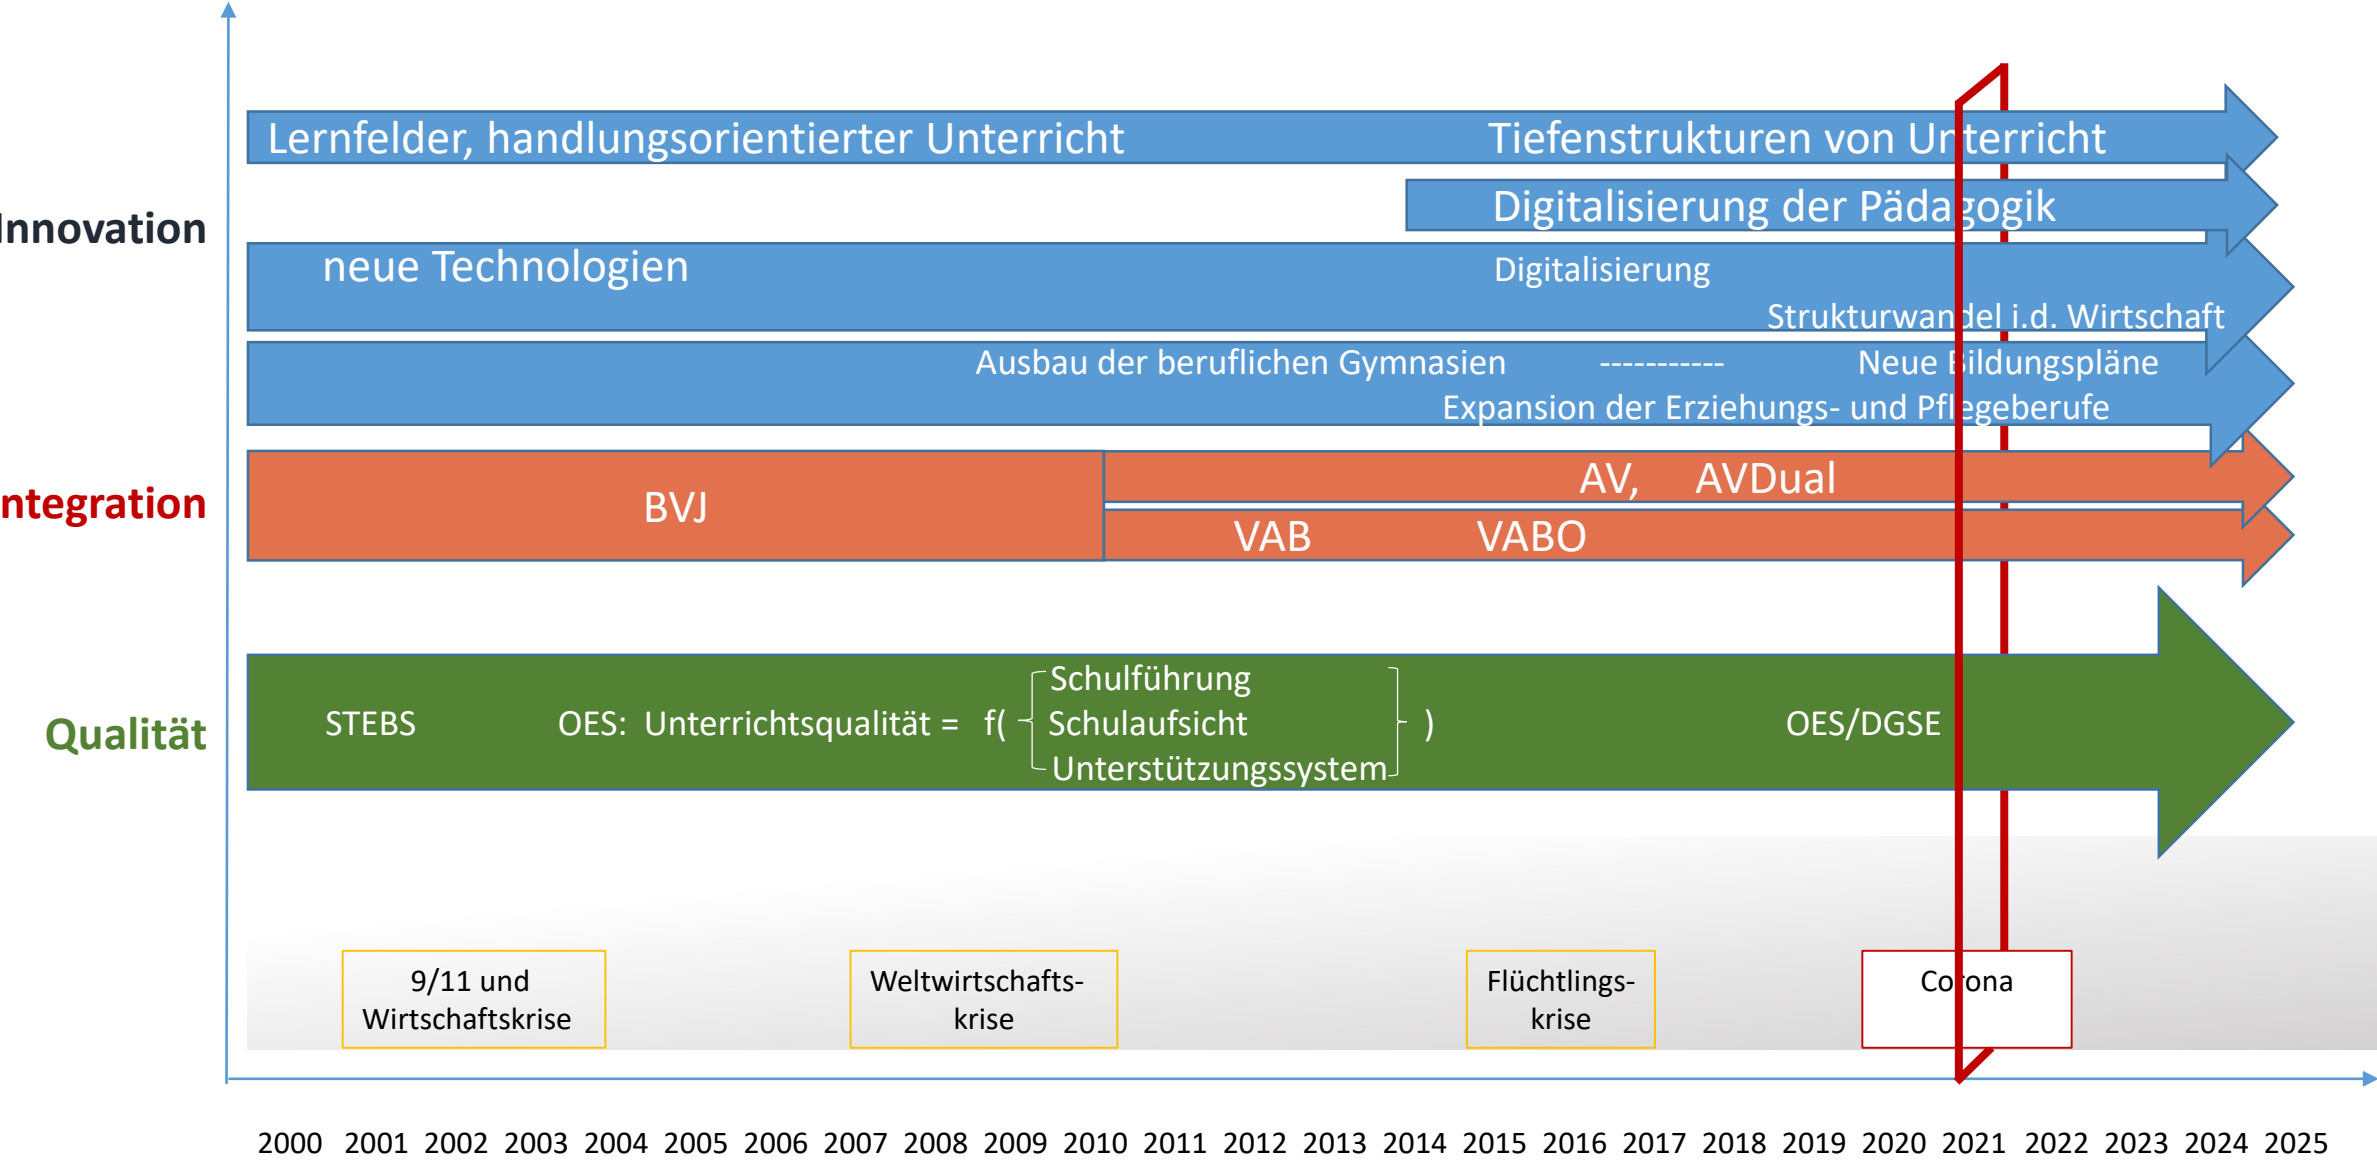 Lernfelder, handlungsorientierter Unterricht Tiefenstrukturen von Unterricht
Digitalisierung der Pädagogik
Innovation
neue Technologien Digitalisierung
Strukturwandel i.d. Wirtschaft
Ausbau der beruflichen Gymnasien ----------- Neue Bildungspläne
Expansion der Erziehungs- und Pflegeberufe
AV, AVDual
ntegration
BVJ
VAB VABO
Schulführung
Qualität
STEBS OES: Unterrichtsqualität = f( Schulaufsicht ) OES/DGSE
Unterstützungssystem
9/11 und
Wirtschaftskrise
Weltwirtschafts-
krise
Flüchtlings-
krise
Corona
2000 2001 2002 2003 2004 2005 2006 2007 2008 2009 2010 2011 2012 2013 2014 2015 2016 2017 2018 2019 2020 2021 2022 2023 2024 2025